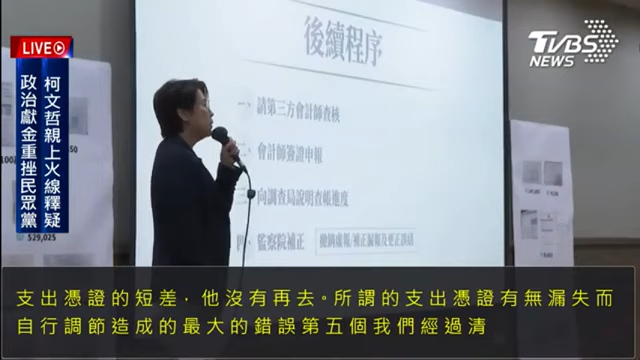 LIVE
TVBS
NEWS
柯文哲親上火線釋疑
政治獻金重挫民眾黨
後續程序
一、請第三方會計師查核
二、會計師強證申報
三、向調查局說明查帳進度
四、監察院補正
529,025
支出憑證的短差，他沒有再去。所謂的支出憑證有無漏失而
自行調節造成的最大的錯誤第五個我們經過清